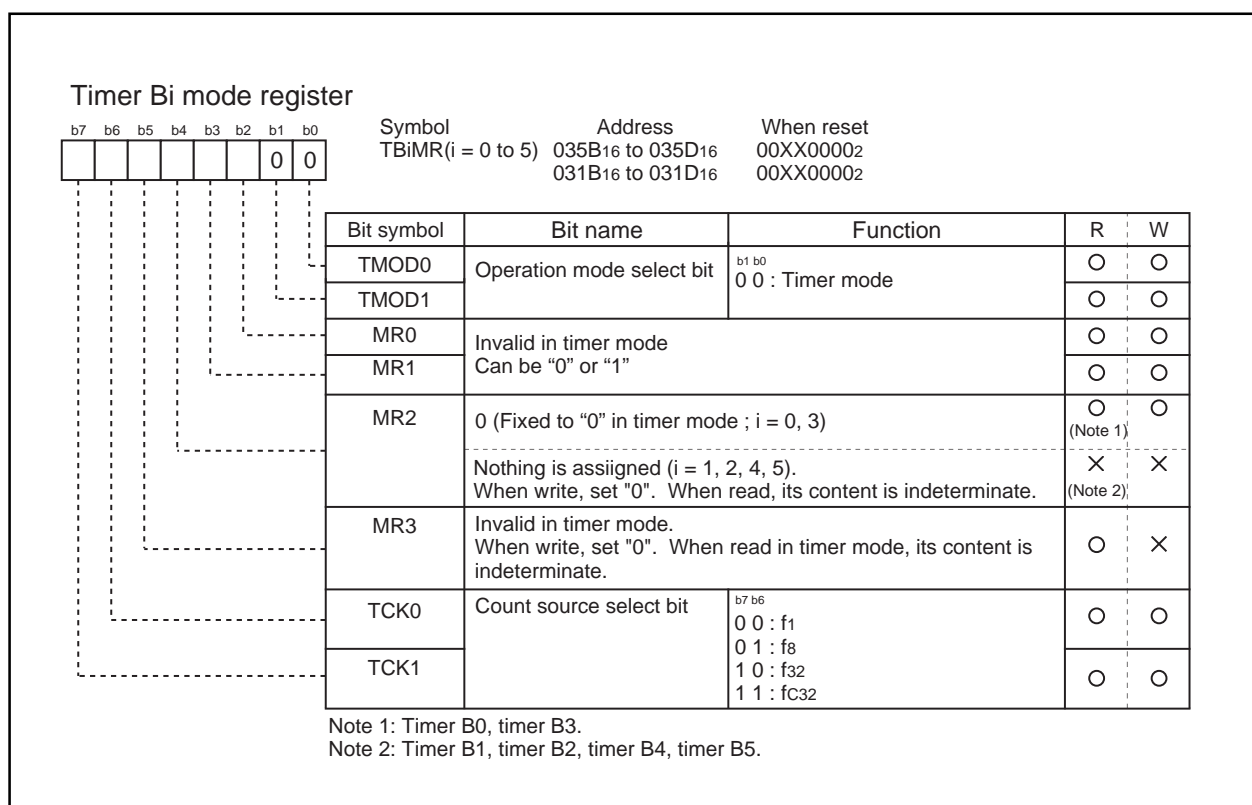 Timer Bi mode register
b7 b6 b5 b4 b3 b2 b1 b0
0 0
Symbol Address When reset
TBiMR(i = 0 to 5) 035B16 to 035D16 00XX00002
031B16 to 031D16 00XX00002
Bit symbol Bit name Function R W
TMOD0 Operation mode select bit b1 b0
0 0 : Timer mode
TMOD1
MR0 Invalid in timer mode
MR1 Can be “0” or “1”
MR2 0 (Fixed to “0” in timer mode ; i = 0, 3)
(Note 1)
Nothing is assiigned (i = 1, 2, 4, 5).
When write, set "0". When read, its content is indeterminate. (Note 2)
MR3 Invalid in timer mode.
When write, set "0". When read in timer mode, its content is
indeterminate.
TCK0 Count source select bit b7 b6
0 0 : f1
0 1 : f8
TCK1 1 0 : f32
1 1 : fC32
Note 1: Timer B0, timer B3.
Note 2: Timer B1, timer B2, timer B4, timer B5.